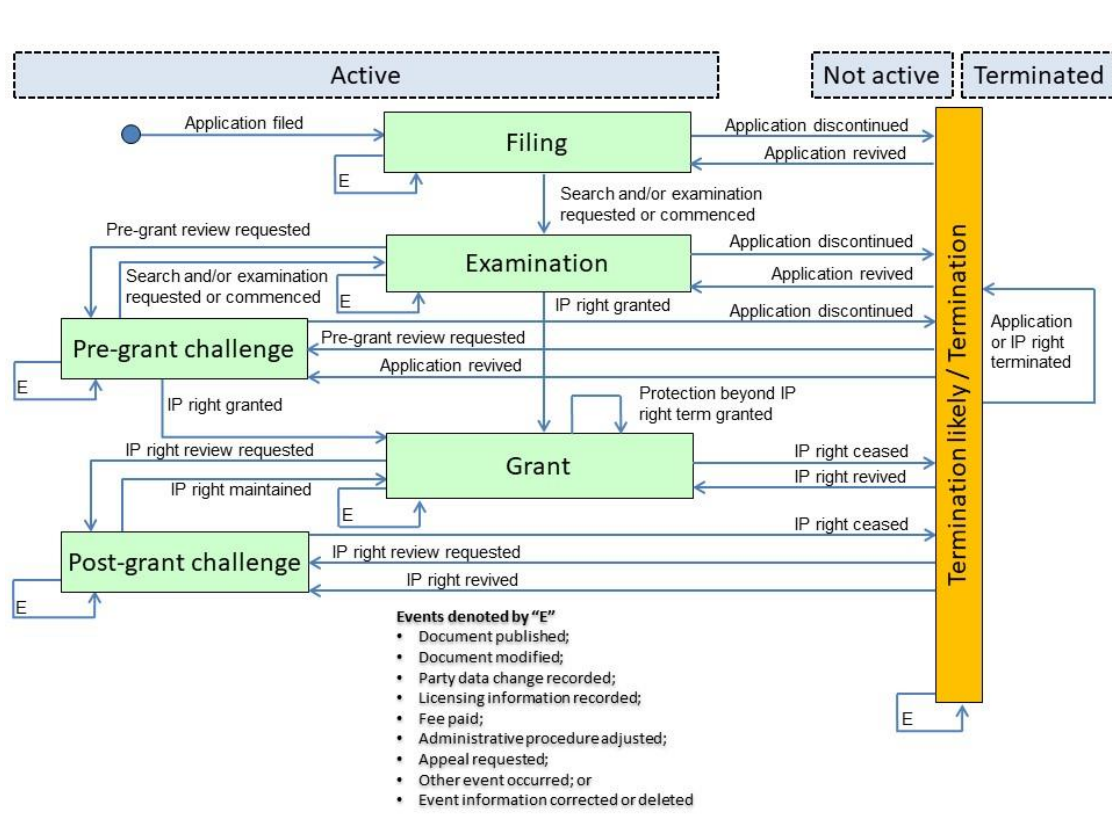 Active
Not active
Terminated
Application filed
Filing
Application discontinued
Application revived
E
Search and/or examination
requested or commenced
Pre-grant review requested
Examination
Application discontinued
Search and/or examination
requested or commenced
Application revived
E
IP right granted
Application discontinued
Pre-grant challenge
Pre-grant review requested
Application revived
E
Application
or IP right
terminated
IP right granted
Protection beyond IP
right term granted
IP right review requested
Grant
IP right ceased
IP right revived
IP right maintained
E
IP right ceased
Post-grant challenge
IP right review requested
IP right revived
E
Termination likely / Termination
Events denoted by “E”
• Document published;
• Document modified;
• Party data change recorded;
• Licensing information recorded;
• Fee paid;
• Administrative procedure adjusted;
• Appeal requested;
• Other event occurred; or
• Event information corrected or deleted
E